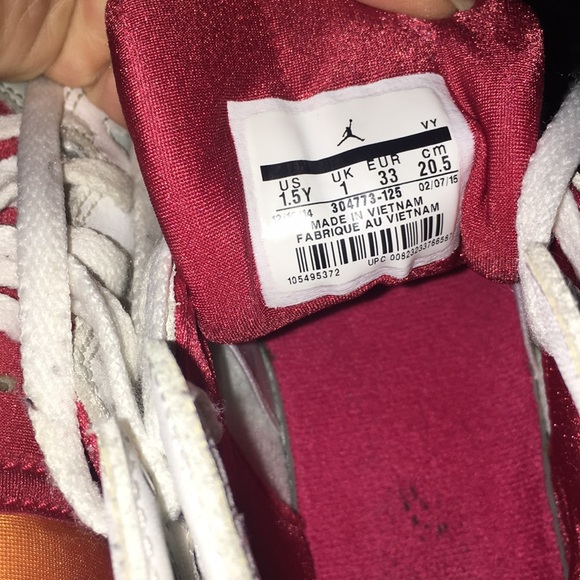 VY
US UK EUR cm
1.5Y 1 33 20.5
304773-125 02/07/15
MADE IN VIETNAM
FABRIQUE AU VIETNAM
105495372